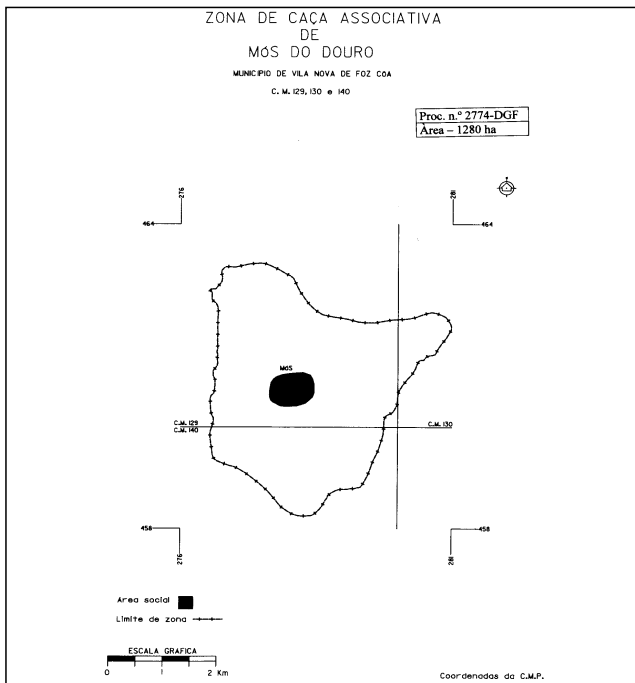 ZONA DE CAÇA ASSOCIATIVA
DE
MóS DO DOURO
MUNICIPIO DE VILA NOVA DE FOZ COA
C. M. 129, 130 e 140
Proc. n.º 2774-DGF
Área – 1280 ha
276
281
464
464
MóS
C.M. 129
C.M. 140
C.M. 130
458
458
276
281
Area social
Limite de zona
ESCALA GRAFICA
0 1 2 Km
Coordenadas da C.M.P.